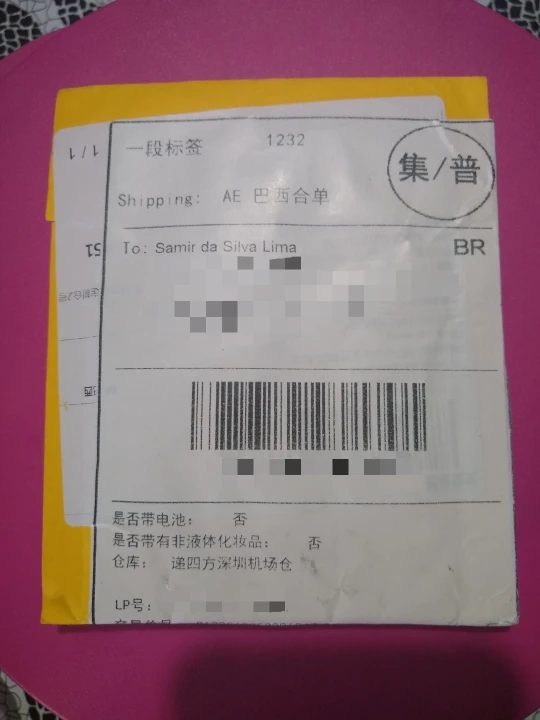 1/1
一段标签 1232
集/普
Shipping: AE 巴西合单
To: Samir da Silva Lima
BR
51
是否带电池: 否
是否带有非液体化妆品: 否
仓库: 递四方深圳机场仓
LP号: